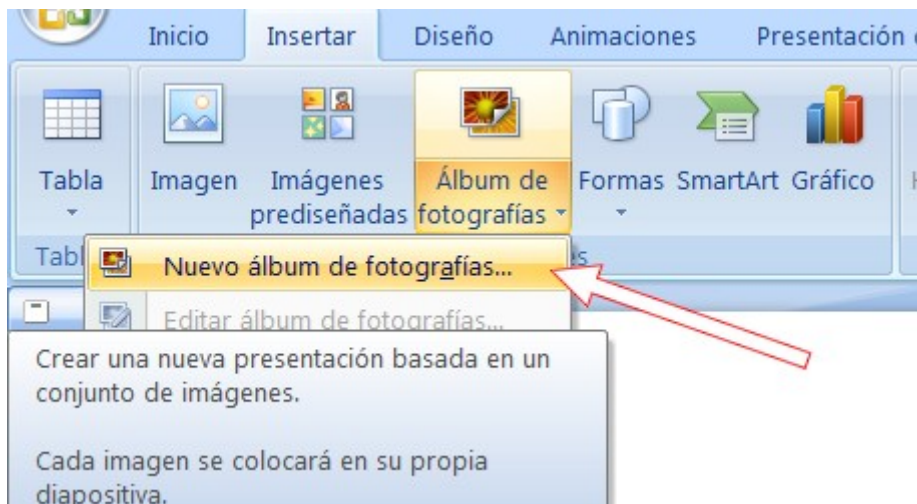 Inicio Insertar Diseño Animaciones Presentación
Tabla Imagen Imágenes prediseñadas Álbum de fotografías Formas SmartArt Gráfico
Nuevo álbum de fotografías...
Editar álbum de fotografías...
Crear una nueva presentación basada en un
conjunto de imágenes.
Cada imagen se colocará en su propia
diapositiva.